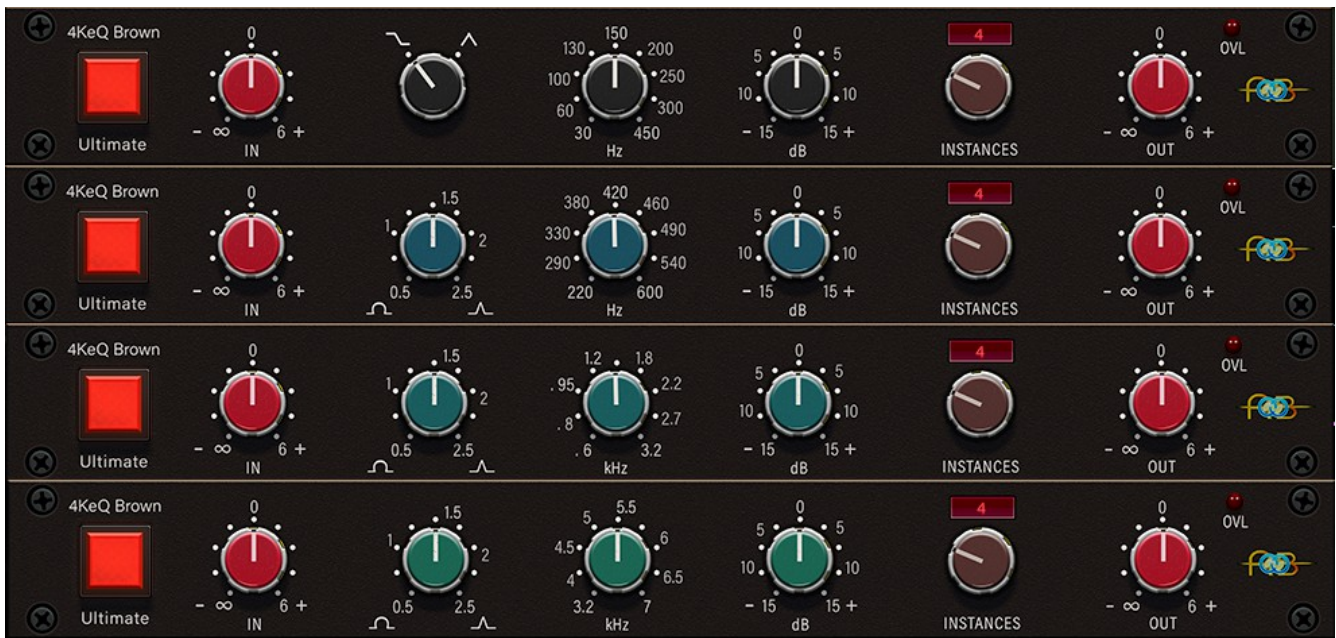 4KeQ Brown 0 150 0 4 0 OVL
130 200 5 5
100 250
60 300 10 10
- ∞ 6 + 30 450 - 15 15 + - ∞ 6 +
Ultimate IN Hz dB INSTANCES OUT
4KeQ Brown 0 1.5 420 0 4 0 OVL
1 380 460 5 5
2 330 490
290 540 10 10
- ∞ 6 + 0.5 2.5 220 600 - 15 15 + - ∞ 6 +
Ultimate IN Hz dB INSTANCES OUT
4KeQ Brown 0 1.5 1.2 1.8 0 4 0 OVL
1 .95 2.2 5 5
2 .8 2.7 10 10
- ∞ 6 + 0.5 2.5 .6 3.2 - 15 15 + - ∞ 6 +
Ultimate IN kHz dB INSTANCES OUT
4KeQ Brown 0 1.5 5.5 0 4 0 OVL
1 5 6 5 5
2 4.5 6.5
4 10 10
- ∞ 6 + 0.5 2.5 3.2 7 - 15 15 + - ∞ 6 +
Ultimate IN kHz dB INSTANCES OUT